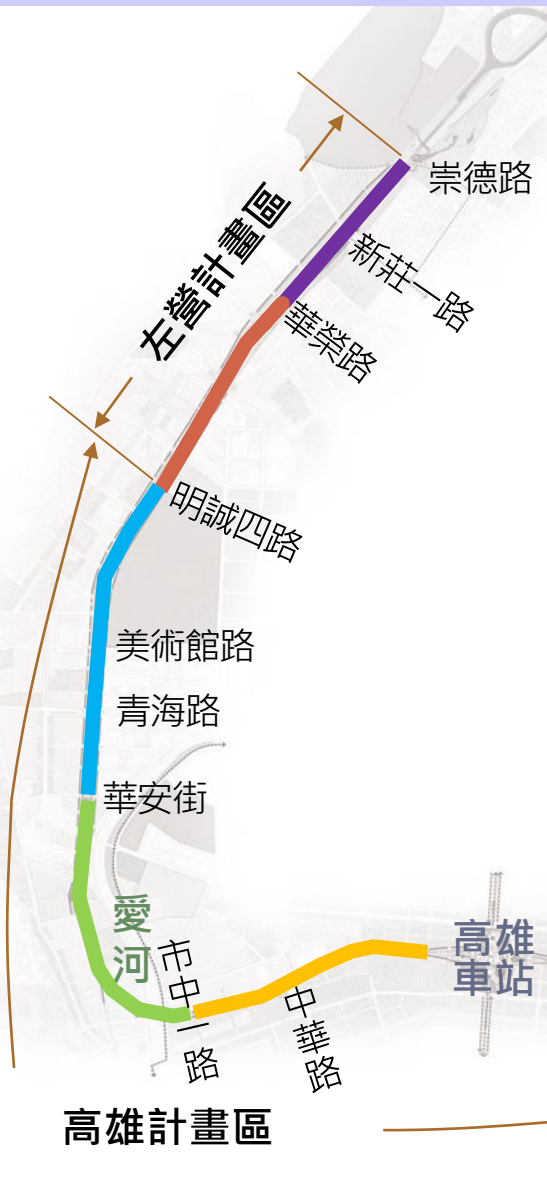 崇德路
新莊一路
左營計畫區
華榮路
明誠四路
美術館路
青海路
華安街
愛
河
市中一路
高雄
車站
中華路
高雄計畫區